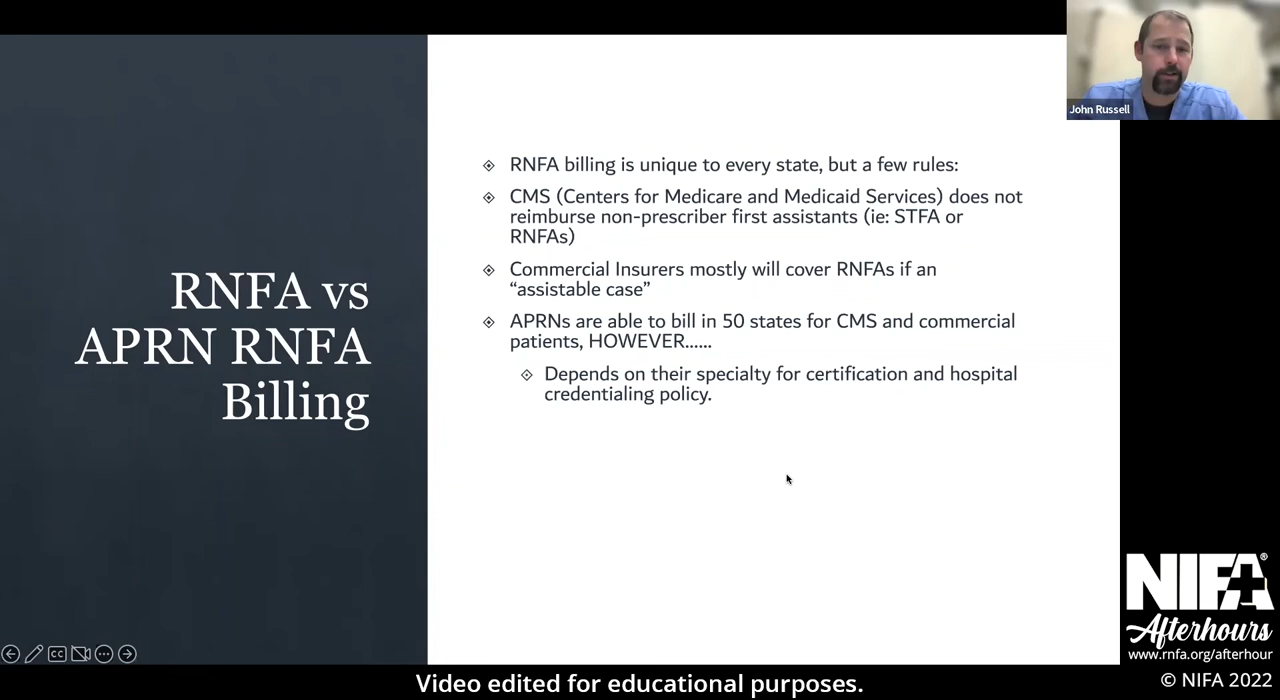 John Russell
RNFA vs
APRN RNFA
Billing
RNFA billing is unique to every state, but a few rules:
CMS (Centers for Medicare and Medicaid Services) does not
reimburse non-prescriber first assistants (ie: STFA or
RNFAs)
Commercial Insurers mostly will cover RNFAs if an
“assistable case”
APRNs are able to bill in 50 states for CMS and commercial
patients, HOWEVER......
Depends on their specialty for certification and hospital
credentialing policy.
CC
NIFA®
Afterhours
www.rnfa.org/afterhour
© NIFA 2022
Video edited for educational purposes.